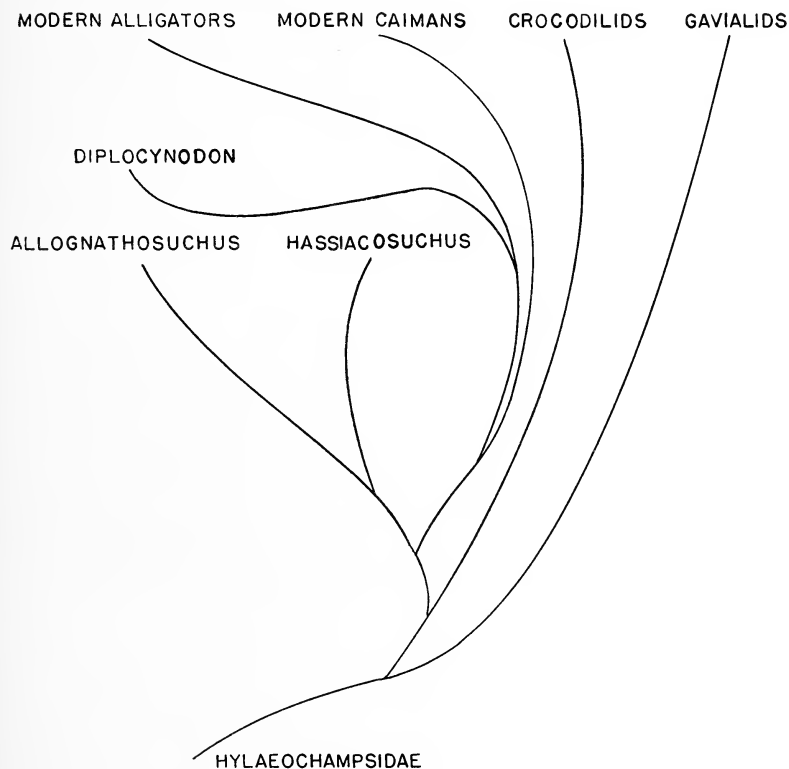 MODERN ALLIGATORS MODERN CAIMANS CROCODILIDS GAVIALIDS
DIPLOCYNODON
ALLOGNATHOSUCHUS HASSIACOSUCHUS
HYLAEOCHAMPSIDAE